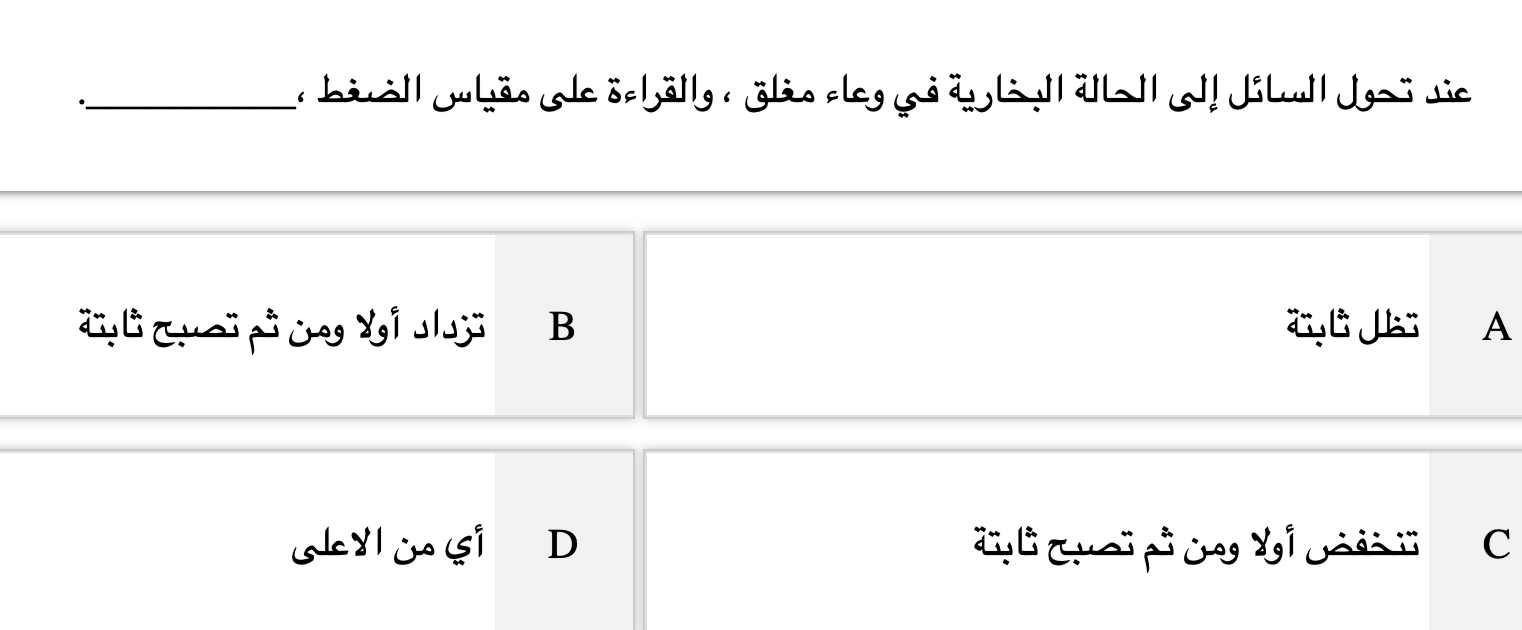 عند تحول السائل إلى الحالة البخارية في وعاء مغلق ، والقراءة على مقياس الضغط ،___________.
A تظل ثابتة
B تزداد أولا ومن ثم تصبح ثابتة
C تنخفض أولا ومن ثم تصبح ثابتة
D أي من الاعلى